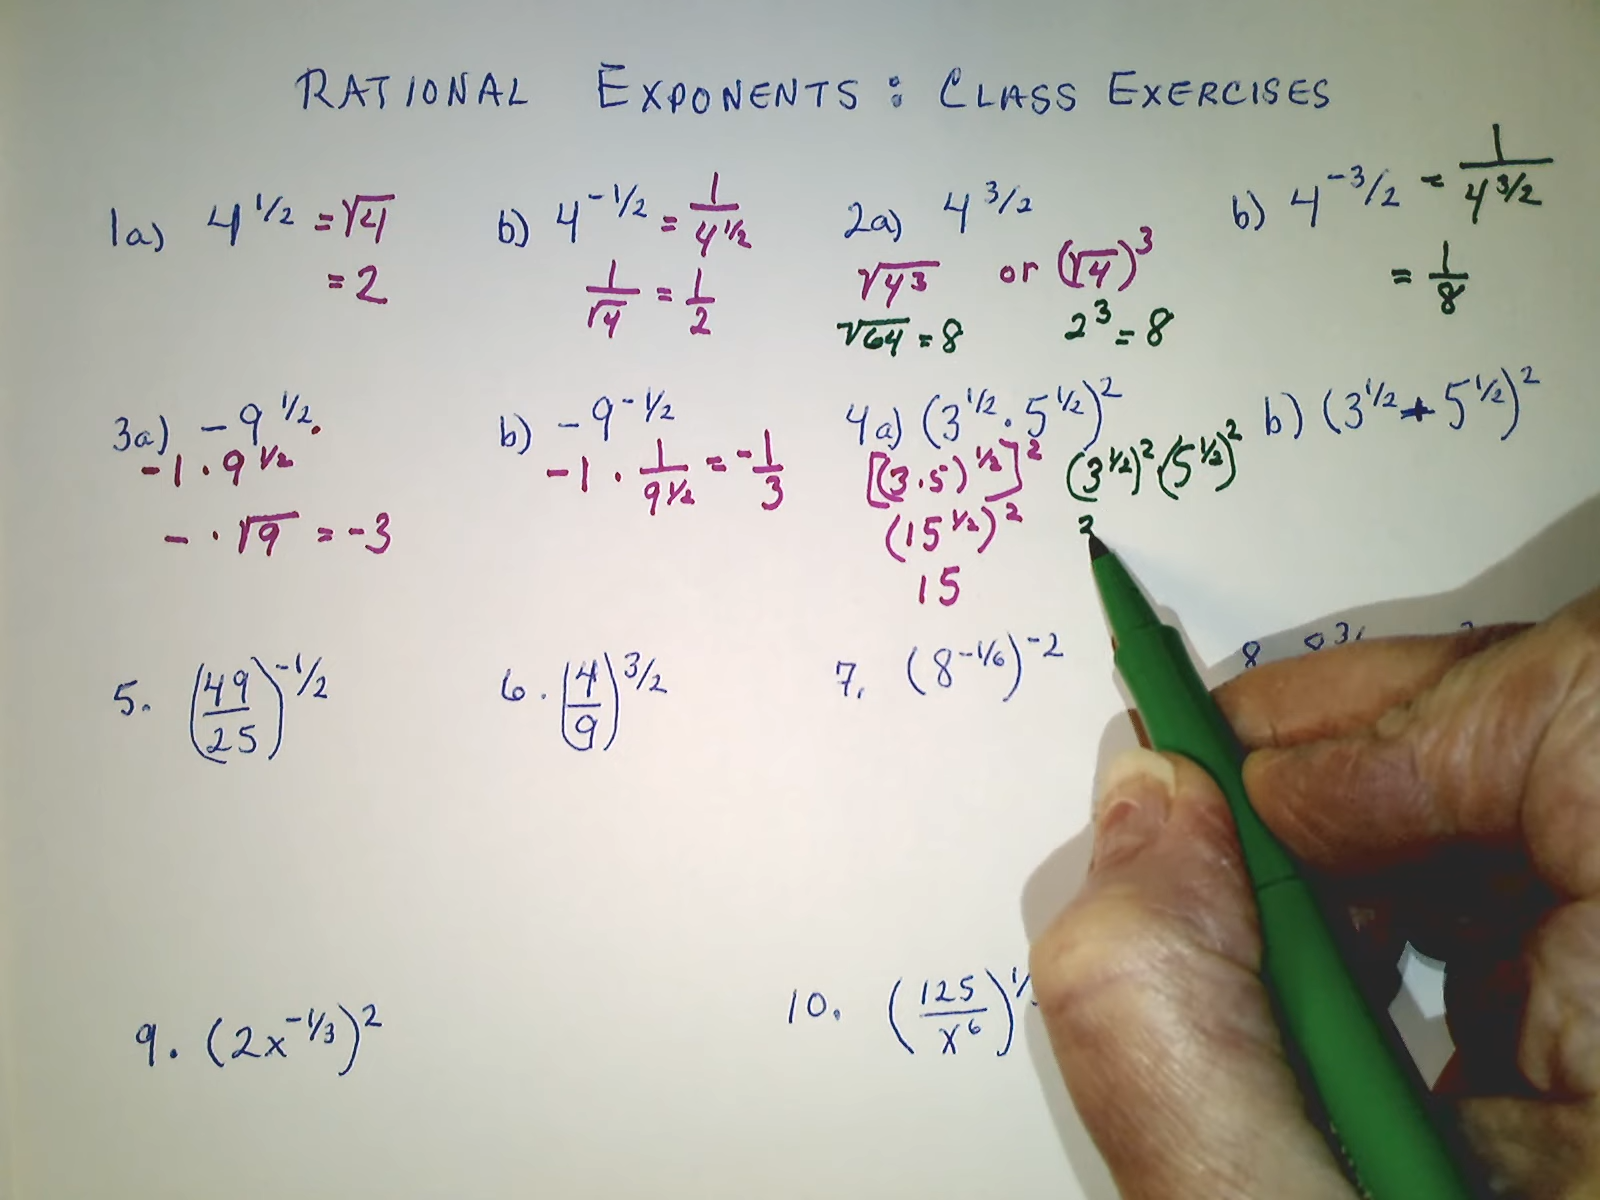 RATIONAL EXPONENTS : CLASS EXERCISES
1a) 4^1/2 = √4
= 2
b) 4^-1/2 = 1/4^1/2
1/√4 = 1/2
2a) 4^3/2
√4^3 or (√4)^3
√64 = 8 2^3 = 8
b) 4^-3/2 = 1/4^3/2
= 1/8
3a) -9^1/2.
-1 · 9^1/2
- · √9 = -3
b) -9^-1/2
-1 · 1/9^1/2 = -1/3
4a) (3^1/2 · 5^1/2)^2
[(3·5)^1/2]^2 (3^1/2)^2 (5^1/2)^2
(15^1/2)^2
15
b) (3^1/2 + 5^1/2)^2
5. (49/25)^-1/2
6. (4/9)^3/2
7. (8^-1/6)^-2
8
9. (2x^-1/3)^2
10. (125/x^6)^1/